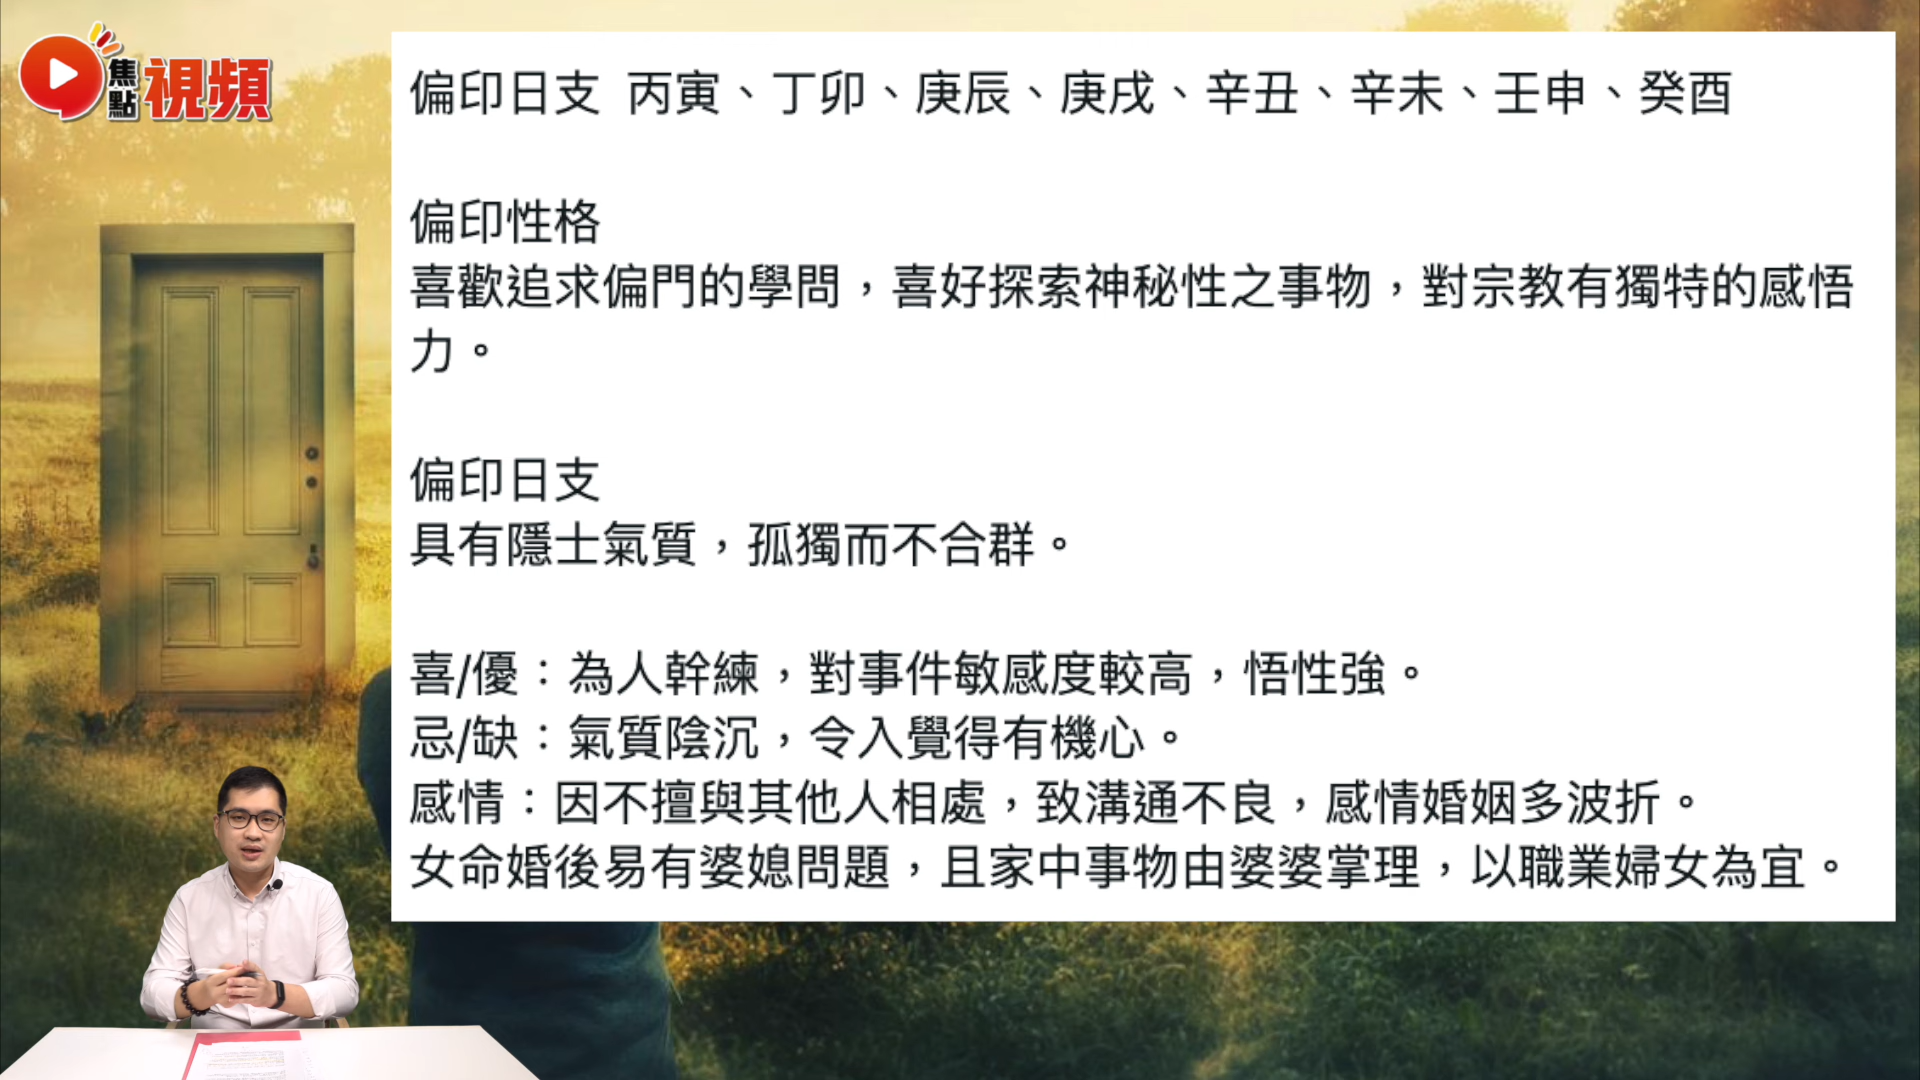 焦點視頻
偏印日支 丙寅、丁卯、庚辰、庚戌、辛丑、辛未、壬申、癸酉
偏印性格
喜歡追求偏門的學問，喜好探索神秘性之事物，對宗教有獨特的感悟
力。
偏印日支
具有隱士氣質，孤獨而不合群。
喜/優：為人幹練，對事件敏感度較高，悟性強。
忌/缺：氣質陰沉，令入覺得有機心。
感情：因不擅與其他人相處，致溝通不良，感情婚姻多波折。
女命婚後易有婆媳問題，且家中事物由婆婆掌理，以職業婦女為宜。